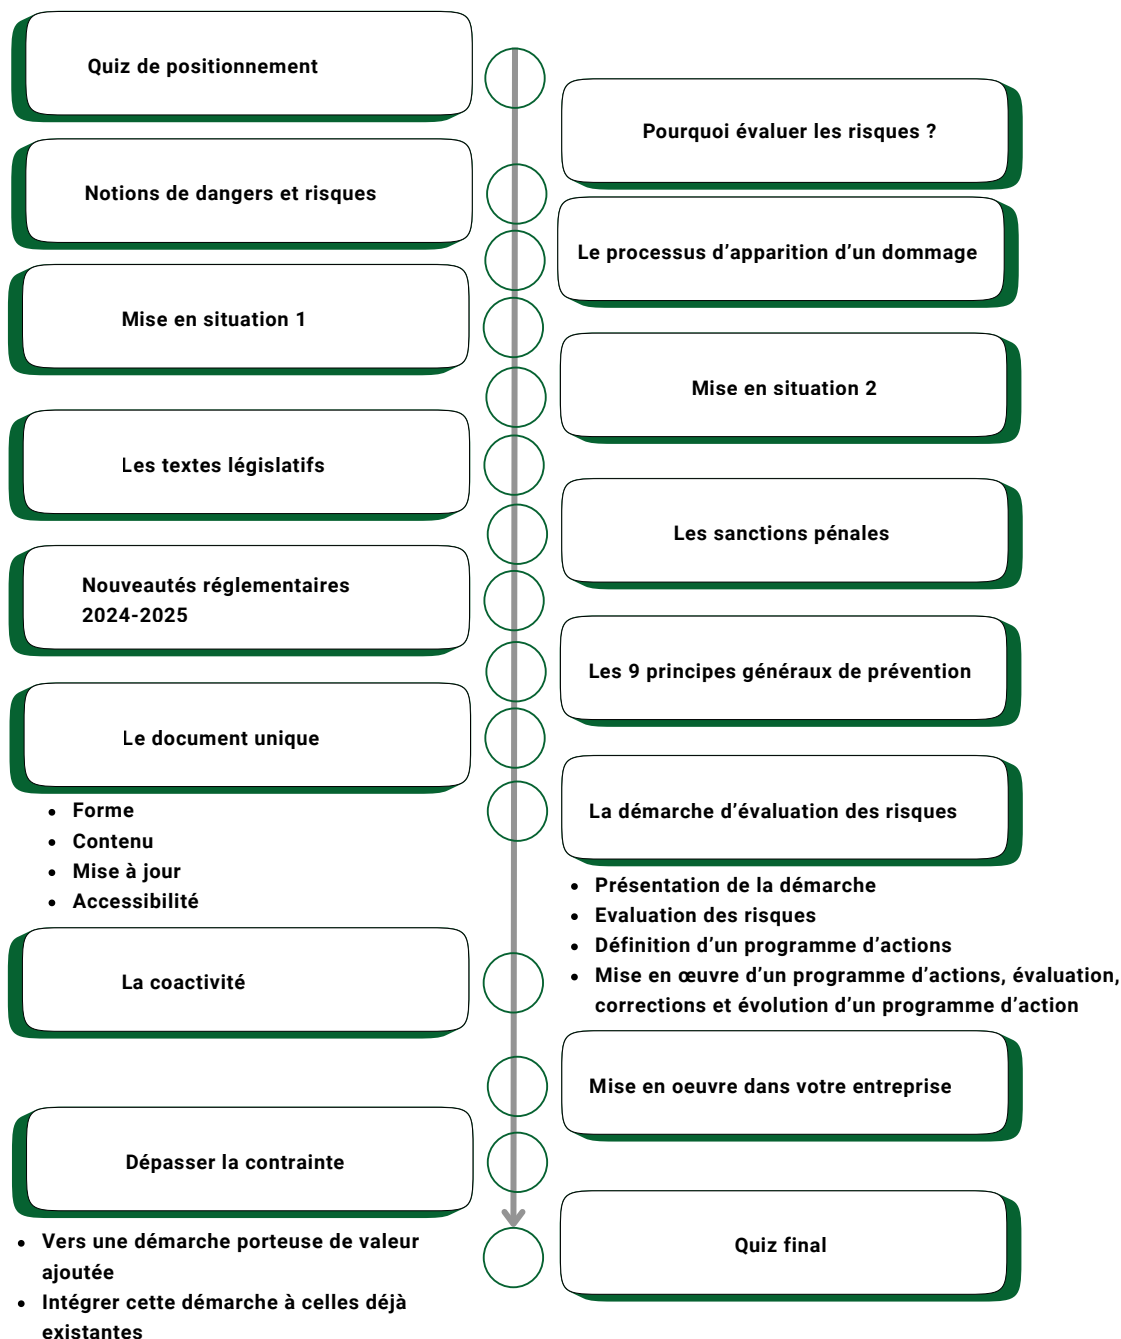 Quiz de positionnement
Pourquoi évaluer les risques ?
Notions de dangers et risques
Le processus d'apparition d'un dommage
Mise en situation 1
Mise en situation 2
Les textes législatifs
Les sanctions pénales
Nouveautés réglementaires
2024-2025
Les 9 principes généraux de prévention
Le document unique
• Forme
• Contenu
• Mise à jour
• Accessibilité
La démarche d'évaluation des risques
• Présentation de la démarche
• Evaluation des risques
• Définition d'un programme d'actions
• Mise en œuvre d'un programme d'actions, évaluation,
corrections et évolution d'un programme d'action
La coactivité
Mise en oeuvre dans votre entreprise
Dépasser la contrainte
• Vers une démarche porteuse de valeur
ajoutée
• Intégrer cette démarche à celles déjà
existantes
Quiz final